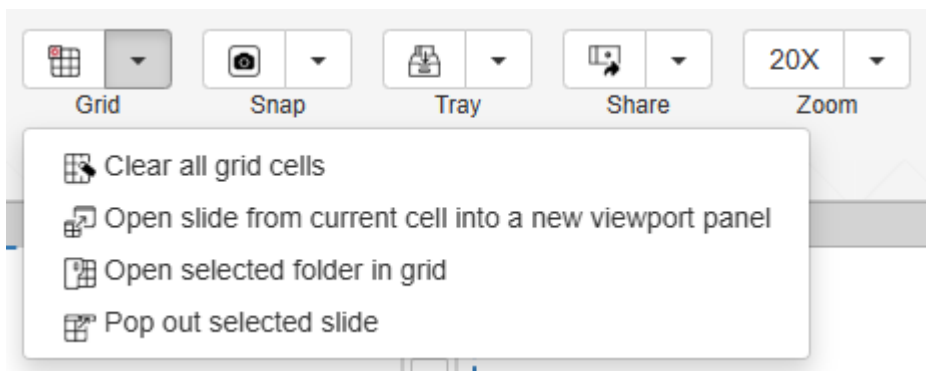 20X
Grid
Snap
Tray
Share
Zoom
Clear all grid cells
Open slide from current cell into a new viewport panel
Open selected folder in grid
Pop out selected slide